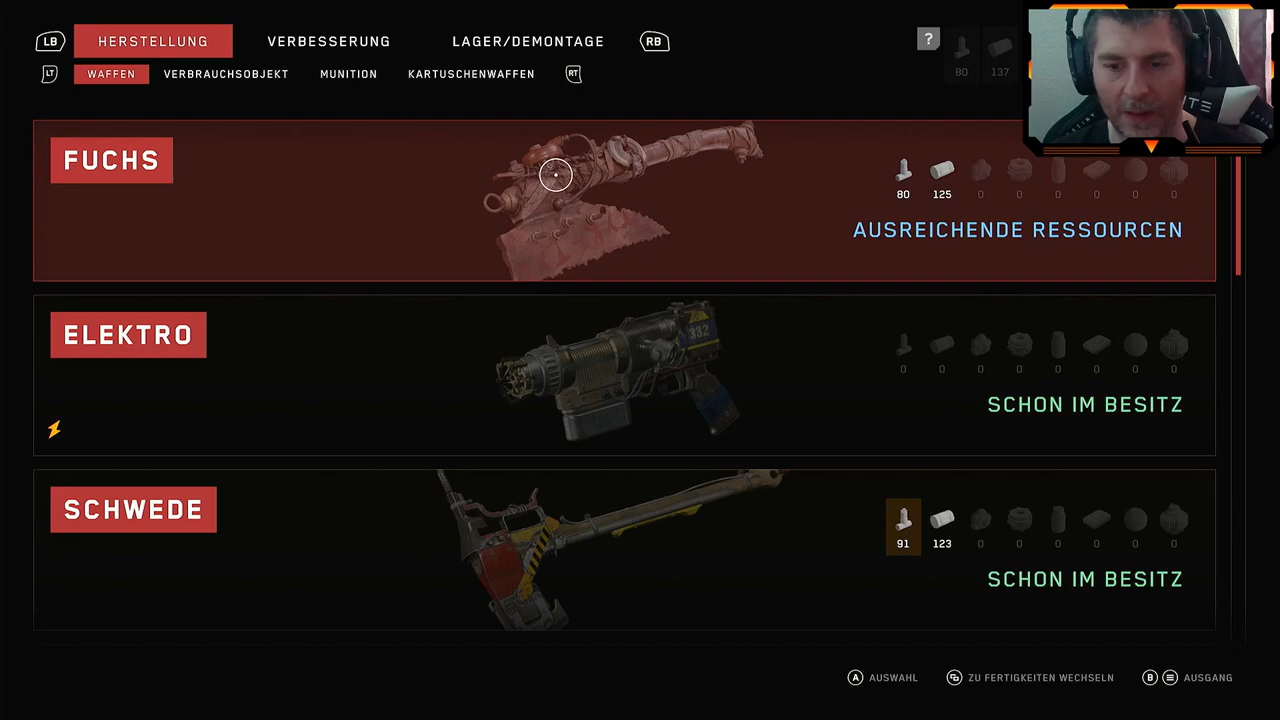 LB HERSTELLUNG VERBESSERUNG LAGER/DEMONTAGE RB ?
LT WAFFEN VERBRAUCHSOBJEKT MUNITION KARTUSCHENWAFFEN RT 80 137
FUCHS
80 125 0 0 0 0 0 0
AUSREICHENDE RESSOURCEN
ELEKTRO
332
0 0 0 0 0 0 0 0
SCHON IM BESITZ
SCHWEDE
91 123 0 0 0 0 0 0
SCHON IM BESITZ
A AUSWAHL ZU FERTIGKEITEN WECHSELN B AUSGANG